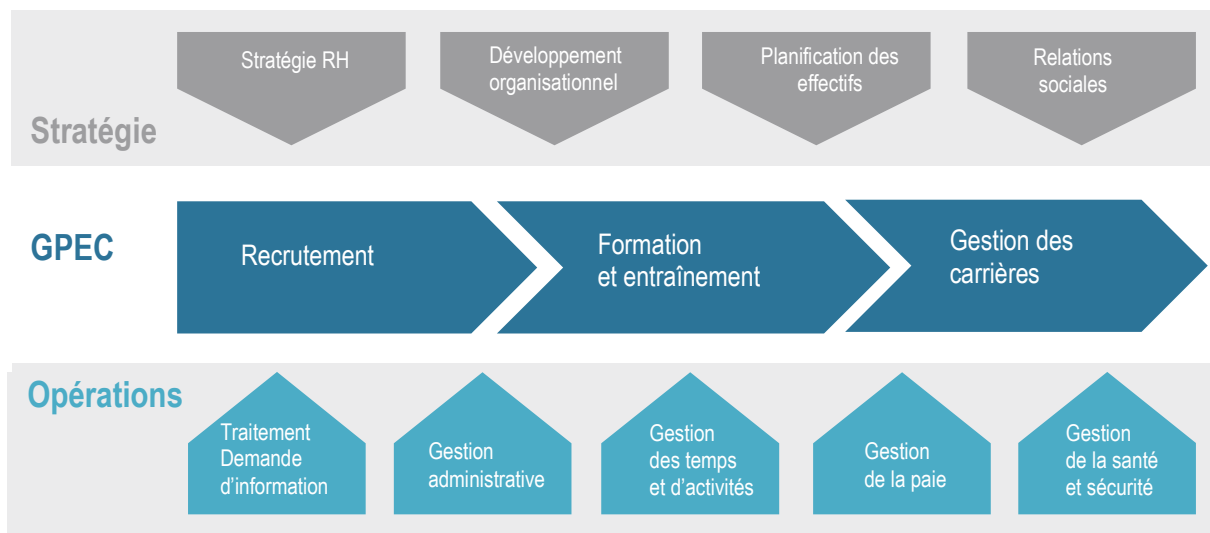 Stratégie RH
Développement
organisationnel
Planification des
effectifs
Relations
sociales
Stratégie
GPEC
Recrutement
Formation
et entraînement
Gestion des
carrières
Opérations
Traitement
Demande
d'information
Gestion
administrative
Gestion
des temps
et d'activités
Gestion
de la paie
Gestion
de la santé
et sécurité